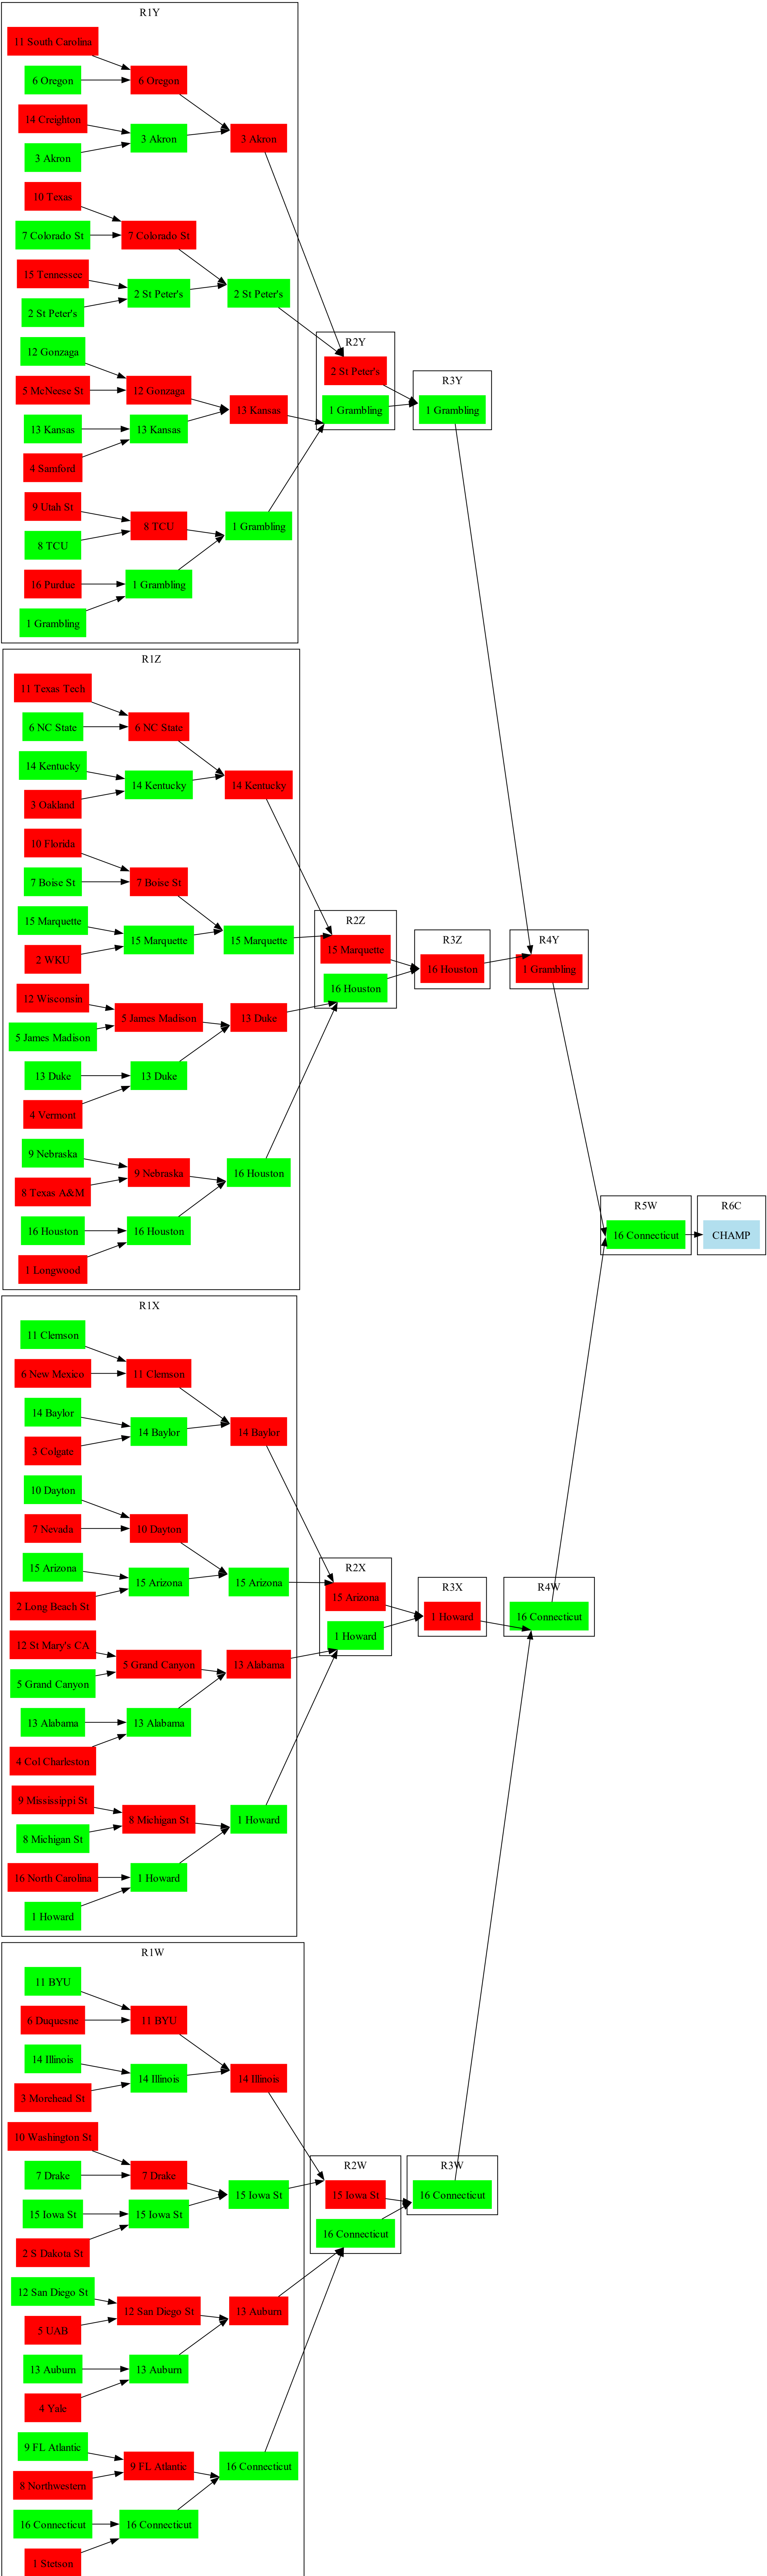 R1Y
11 South Carolina
6 Oregon
6 Oregon
14 Creighton
3 Akron
3 Akron
3 Akron
10 Texas
7 Colorado St
7 Colorado St
15 Tennessee
2 St Peter's
2 St Peter's
2 St Peter's
12 Gonzaga
5 McNeese St
12 Gonzaga
13 Kansas
13 Kansas
13 Kansas
4 Samford
9 Utah St
8 TCU
8 TCU
1 Grambling
16 Purdue
1 Grambling
1 Grambling
R2Y
2 St Peter's
1 Grambling
R3Y
1 Grambling
R1Z
11 Texas Tech
6 NC State
6 NC State
14 Kentucky
14 Kentucky
14 Kentucky
3 Oakland
10 Florida
7 Boise St
7 Boise St
15 Marquette
15 Marquette
15 Marquette
2 WKU
12 Wisconsin
5 James Madison
13 Duke
5 James Madison
13 Duke
13 Duke
4 Vermont
9 Nebraska
9 Nebraska
16 Houston
8 Texas A&M
16 Houston
16 Houston
1 Longwood
R2Z
15 Marquette
16 Houston
R3Z
16 Houston
R4Y
1 Grambling
R5W
16 Connecticut
R6C
CHAMP
R1X
11 Clemson
6 New Mexico
11 Clemson
14 Baylor
14 Baylor
14 Baylor
3 Colgate
10 Dayton
7 Nevada
10 Dayton
15 Arizona
15 Arizona
15 Arizona
2 Long Beach St
12 St Mary's CA
5 Grand Canyon
13 Alabama
5 Grand Canyon
13 Alabama
13 Alabama
4 Col Charleston
9 Mississippi St
8 Michigan St
1 Howard
8 Michigan St
16 North Carolina
1 Howard
1 Howard
R2X
15 Arizona
1 Howard
R3X
1 Howard
R4W
16 Connecticut
R1W
11 BYU
6 Duquesne
11 BYU
14 Illinois
14 Illinois
14 Illinois
3 Morehead St
10 Washington St
7 Drake
7 Drake
15 Iowa St
15 Iowa St
15 Iowa St
2 S Dakota St
12 San Diego St
5 UAB
12 San Diego St
13 Auburn
13 Auburn
13 Auburn
4 Yale
9 FL Atlantic
9 FL Atlantic
16 Connecticut
8 Northwestern
16 Connecticut
16 Connecticut
1 Stetson
R2W
15 Iowa St
16 Connecticut
R3W
16 Connecticut